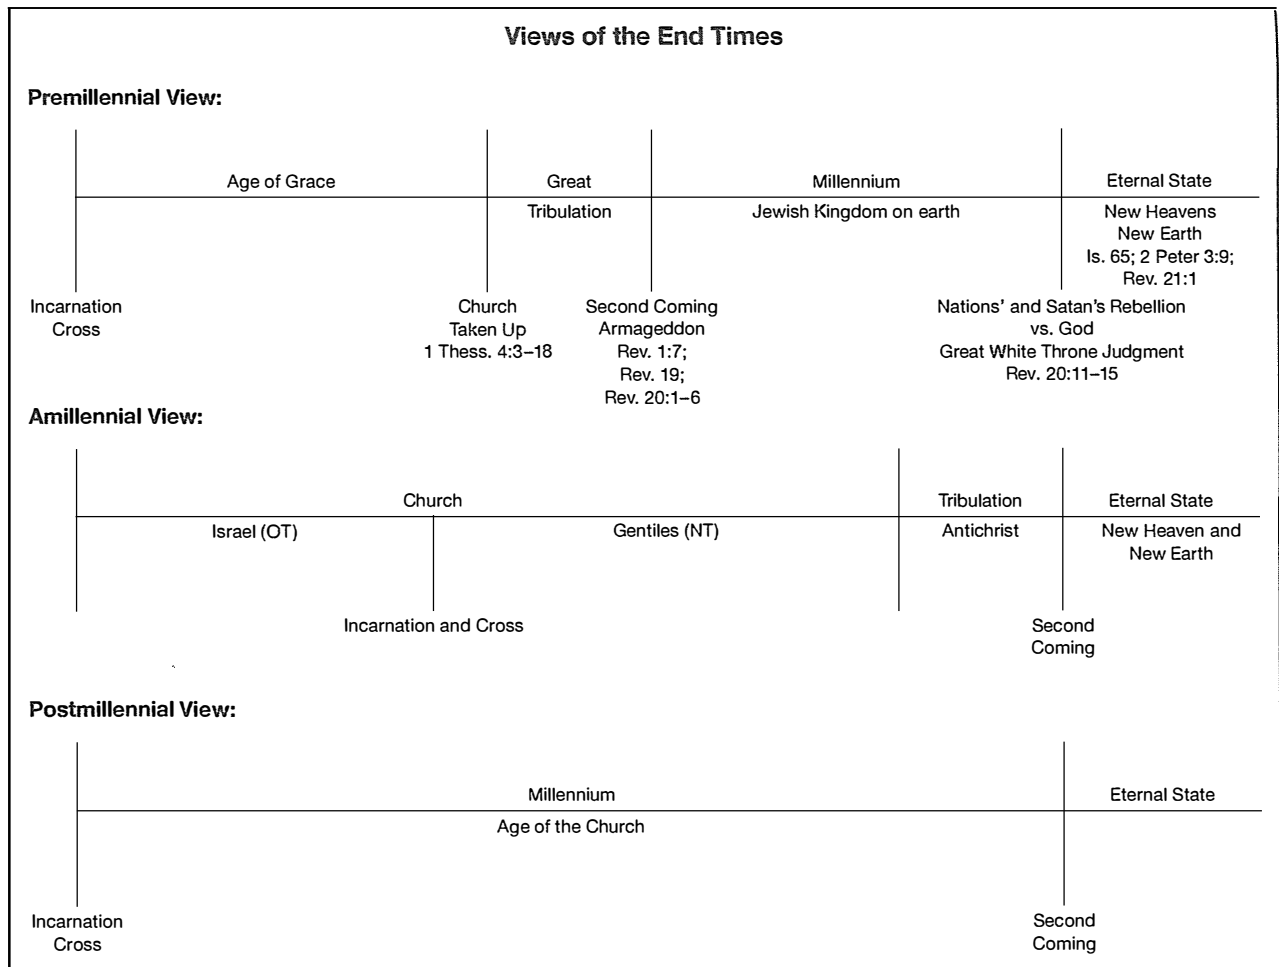 Views of the End Times
Premillennial View:
Age of Grace
Great
Millennium
Eternal State
Tribulation
Jewish Kingdom on earth
New Heavens
New Earth
Is. 65; 2 Peter 3:9;
Rev. 21:1
Incarnation
Cross
Church
Taken Up
1 Thess. 4:3–18
Second Coming
Armageddon
Rev. 1:7;
Rev. 19;
Rev. 20:1–6
Nations’ and Satan’s Rebellion
vs. God
Great White Throne Judgment
Rev. 20:11–15
Amillennial View:
Church
Tribulation
Eternal State
Israel (OT)
Gentiles (NT)
Antichrist
New Heaven and
New Earth
Incarnation and Cross
Second
Coming
Postmillennial View:
Millennium
Eternal State
Age of the Church
Incarnation
Cross
Second
Coming